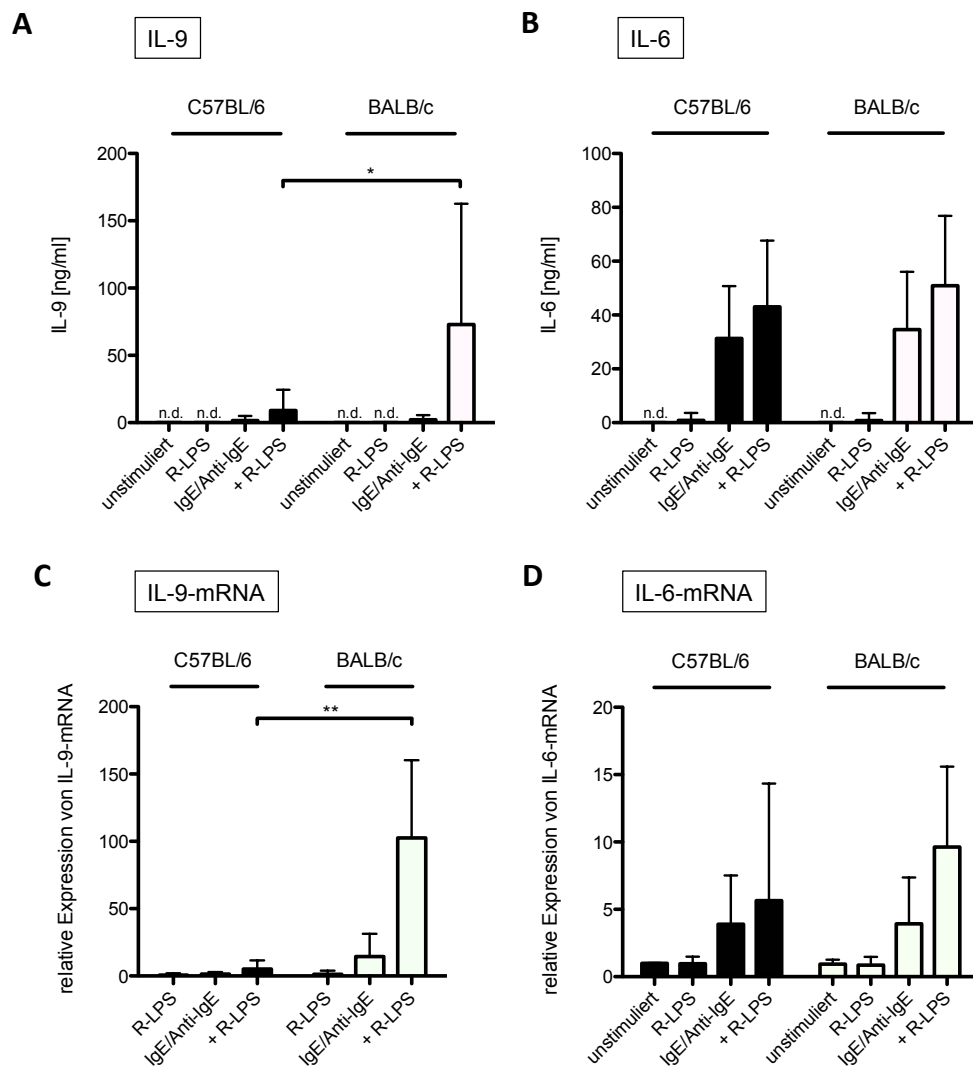 A
IL-9
C57BL/6
BALB/c
200
150
100
50
0
IL-9 [ng/ml]
*
n.d.
n.d.
n.d.
n.d.
unstimuliert
R-LPS
IgE/Anti-IgE
+ R-LPS
unstimuliert
R-LPS
IgE/Anti-IgE
+ R-LPS
B
IL-6
C57BL/6
BALB/c
100
80
60
40
20
0
IL-6 [ng/ml]
n.d.
n.d.
unstimuliert
R-LPS
IgE/Anti-IgE
+ R-LPS
unstimuliert
R-LPS
IgE/Anti-IgE
+ R-LPS
C
IL-9-mRNA
C57BL/6
BALB/c
200
150
100
50
0
relative Expression von IL-9-mRNA
**
R-LPS
IgE/Anti-IgE
+ R-LPS
R-LPS
IgE/Anti-IgE
+ R-LPS
D
IL-6-mRNA
C57BL/6
BALB/c
20
15
10
5
0
relative Expression von IL-6-mRNA
unstimuliert
R-LPS
IgE/Anti-IgE
+ R-LPS
unstimuliert
R-LPS
IgE/Anti-IgE
+ R-LPS